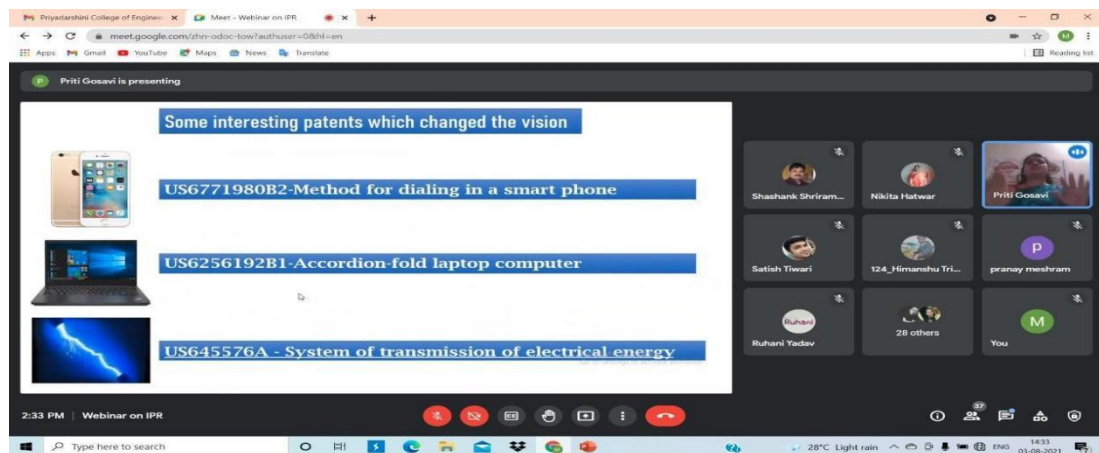 Priyadarshini College of Enginee
Meet - Webinar on IPR
meet.google.com/zhn-odoc-tow?authuser=0&hl=en
M
Apps Gmail YouTube Maps News Translate
Reading list
P Priti Gosavi is presenting
Some interesting patents which changed the vision
US6771980B2-Method for dialing in a smart phone
US6256192B1-Accordion-fold laptop computer
US645576A - System of transmission of electrical energy
Shashank Shriram...
Nikita Hatwar
Priti Gosavi
Satish Tiwari
124_Himanshu Tri...
p
pranay meshram
Ruhani
Ruhani Yadav
28 others
M
You
2:33 PM | Webinar on IPR
37
Type here to search
28°C Light rain
ENG
14:33
03-08-2021